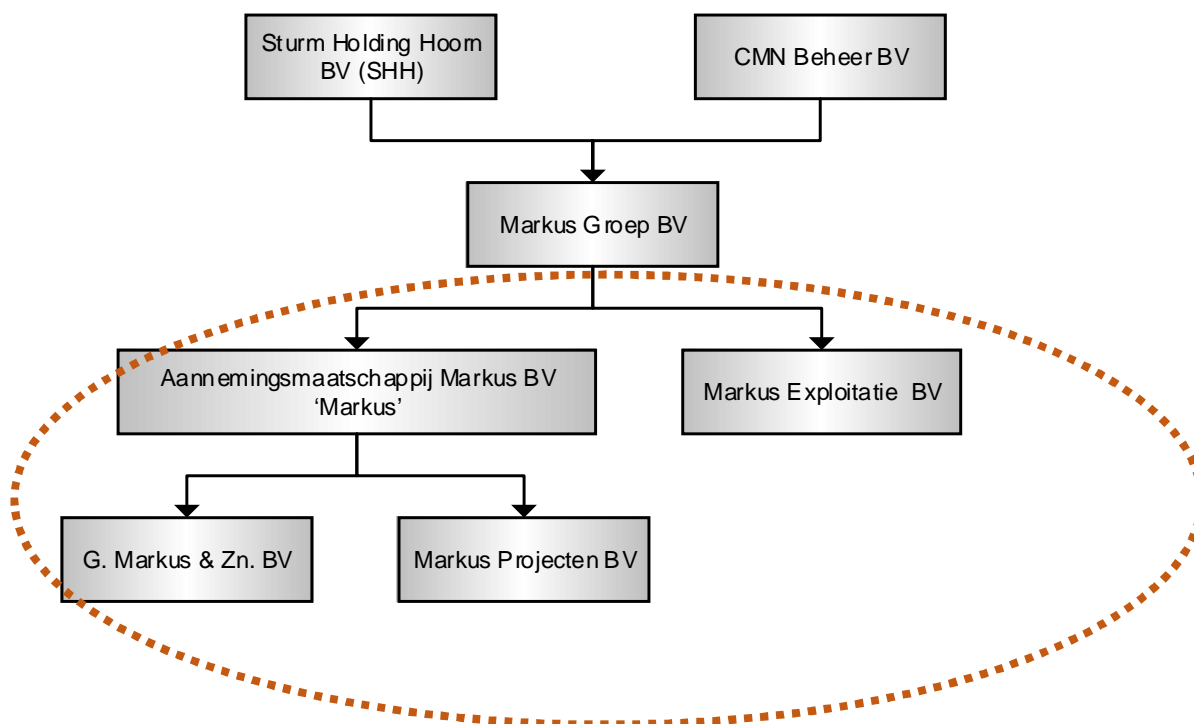 Sturm Holding Hoorn
BV (SHH)
CMN Beheer BV
Markus Groep BV
Aannemingsmaatschappij Markus BV
‘Markus’
Markus Exploitatie BV
G. Markus & Zn. BV
Markus Projecten BV